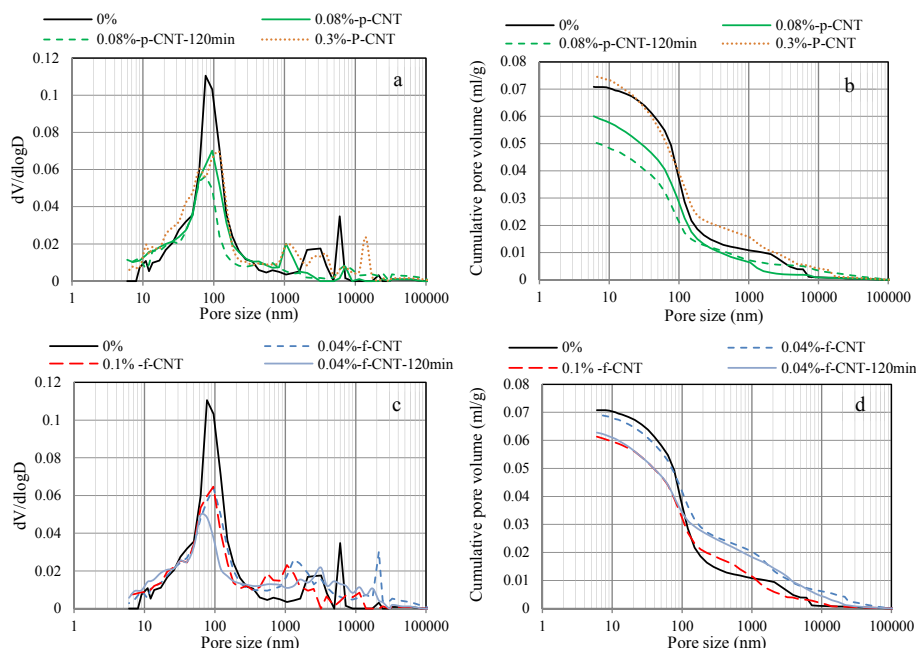 0% 0.08%-p-CNT
0.08%-p-CNT-120min 0.3%-P-CNT
0.12
0.1
0.08
0.06
0.04
0.02
0
dV/dlogD
a
1 10 100 1000 10000 100000
Pore size (nm)
0% 0.08%-p-CNT
0.08%-p-CNT-120min 0.3%-P-CNT
0.08
0.07
0.06
0.05
0.04
0.03
0.02
0.01
0.00
Cumulative pore volume (ml/g)
b
1 10 100 1000 10000 100000
Pore size (nm)
0% 0.04%-f-CNT
0.1% -f-CNT 0.04%-f-CNT-120min
0.12
0.1
0.08
0.06
0.04
0.02
0
dV/dlogD
c
1 10 100 1000 10000 100000
Pore size (nm)
0% 0.04%-f-CNT
0.1% -f-CNT 0.04%-f-CNT-120min
0.08
0.07
0.06
0.05
0.04
0.03
0.02
0.01
0.00
Cumulative pore volume (ml/g)
d
1 10 100 1000 10000 100000
Pore size (nm)